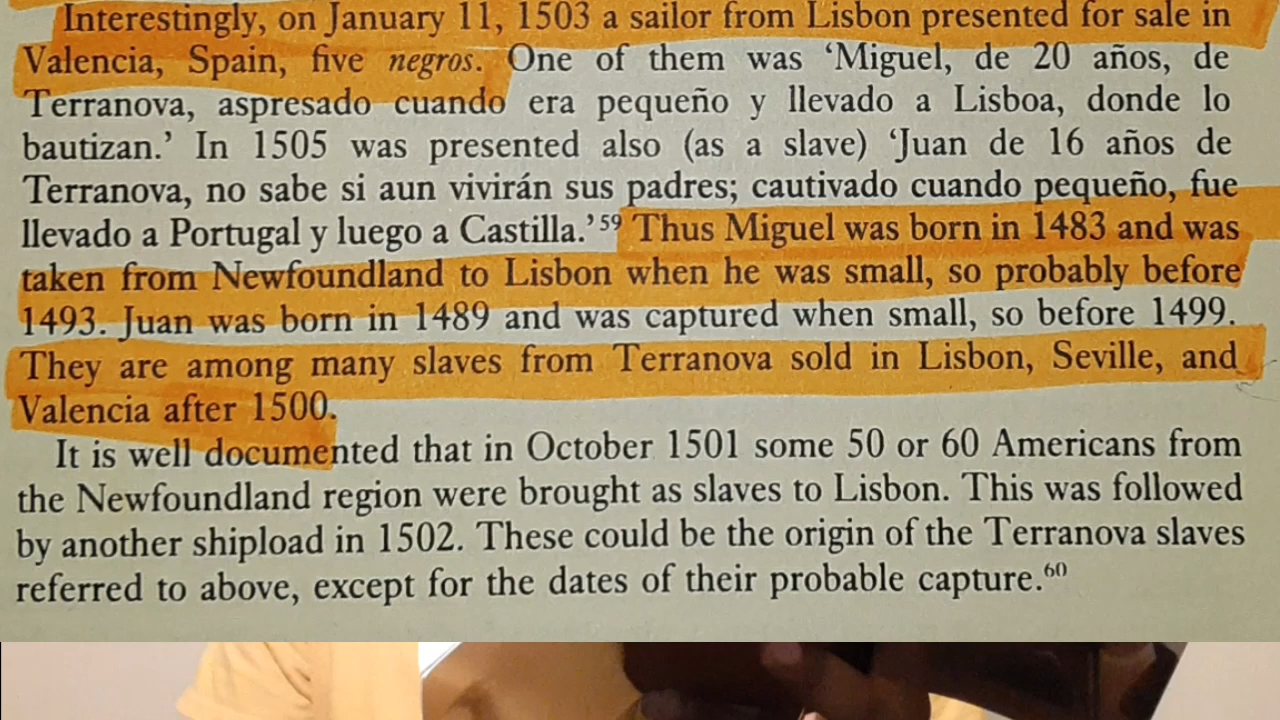 Interestingly, on January 11, 1503 a sailor from Lisbon presented for sale in
Valencia, Spain, five negros. One of them was ‘Miguel, de 20 años, de
Terranova, aspresado cuando era pequeño y llevado a Lisboa, donde lo
bautizan.’ In 1505 was presented also (as a slave) ‘Juan de 16 años de
Terranova, no sabe si aun vivirán sus padres; cautivado cuando pequeño, fue
llevado a Portugal y luego a Castilla.’⁵⁹ Thus Miguel was born in 1483 and was
taken from Newfoundland to Lisbon when he was small, so probably before
1493. Juan was born in 1489 and was captured when small, so before 1499.
They are among many slaves from Terranova sold in Lisbon, Seville, and
Valencia after 1500.
It is well documented that in October 1501 some 50 or 60 Americans from
the Newfoundland region were brought as slaves to Lisbon. This was followed
by another shipload in 1502. These could be the origin of the Terranova slaves
referred to above, except for the dates of their probable capture.⁶⁰